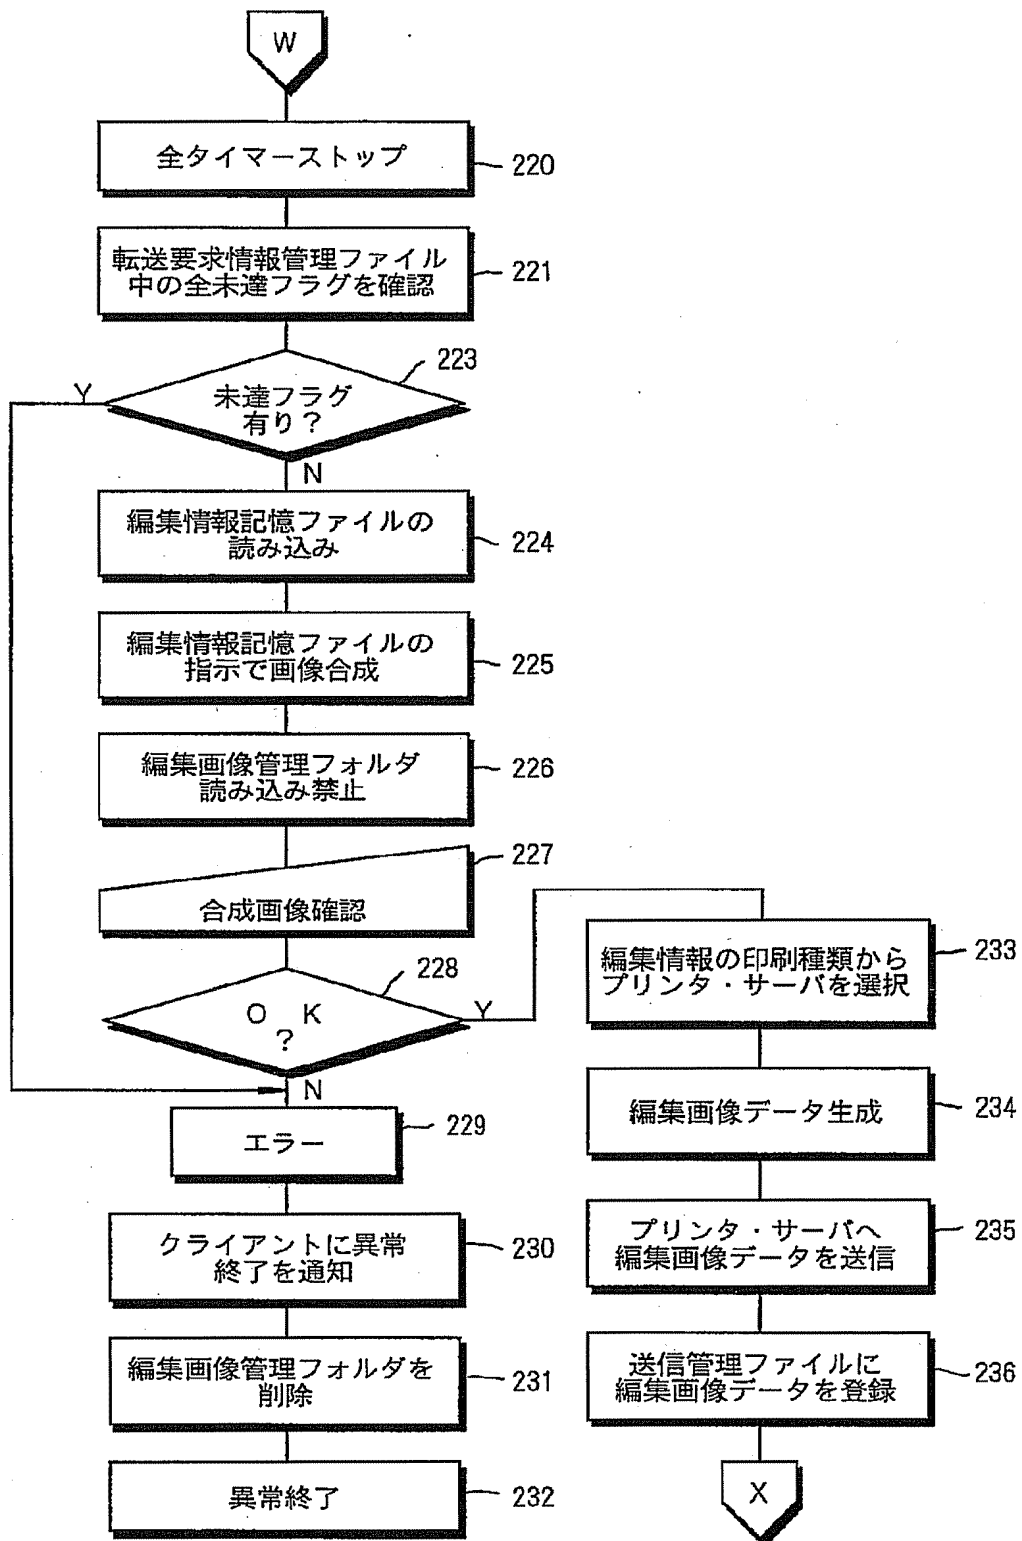 W
全タイマーストップ
220
転送要求情報管理ファイル
中の全未達フラグを確認
221
223
未達フラグ
有り？
Y
N
編集情報記憶ファイルの
読み込み
224
編集情報記憶ファイルの
指示で画像合成
225
編集画像管理フォルダ
読み込み禁止
226
227
合成画像確認
228
O K
？
Y
N
エラー
229
クライアントに異常
終了を通知
230
編集画像管理フォルダを
削除
231
異常終了
232
編集情報の印刷種類から
プリンタ・サーバを選択
233
編集画像データ生成
234
プリンタ・サーバへ
編集画像データを送信
235
送信管理ファイルに
編集画像データを登録
236
X